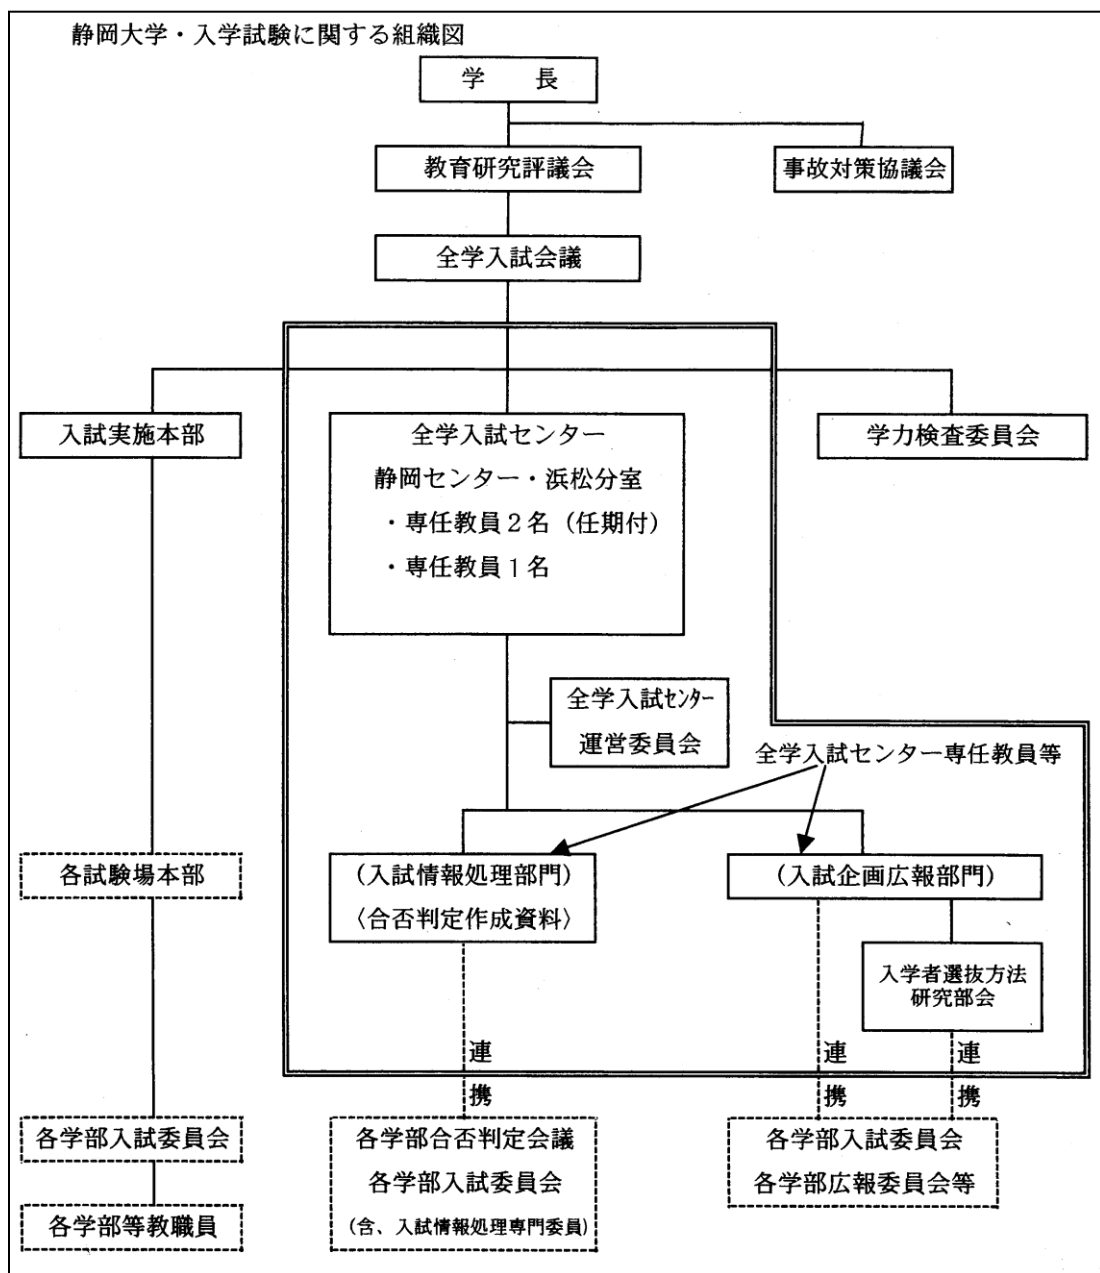 静岡大学・入学試験に関する組織図
学　長
教育研究評議会
事故対策協議会
全学入試会議
入試実施本部
全学入試センター
静岡センター・浜松分室
・専任教員２名（任期付）
・専任教員１名
学力検査委員会
全学入試ｾﾝﾀｰ
運営委員会
全学入試センター専任教員等
各試験場本部
（入試情報処理部門）
〈合否判定作成資料〉
（入試企画広報部門）
入学者選抜方法
研究部会
連携
連携
連携
各学部入試委員会
各学部等教職員
各学部合否判定会議
各学部入試委員会
（含、入試情報処理専門委員）
各学部入試委員会
各学部広報委員会等